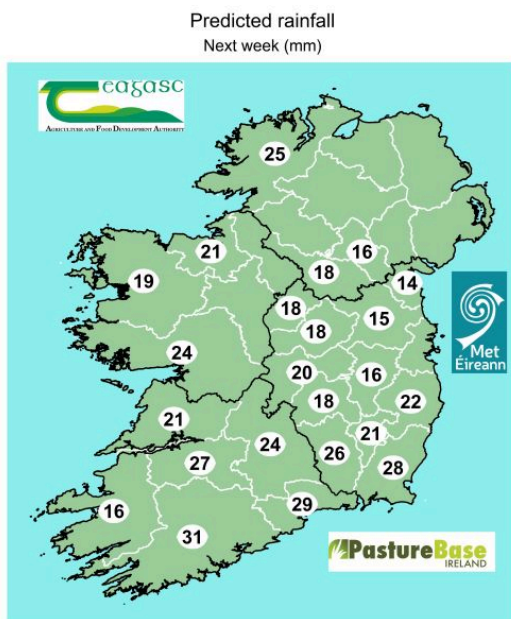 Predicted rainfall
Next week (mm)
teagasc
AGRICULTURE AND FOOD DEVELOPMENT AUTHORITY
25
21
16
18
19
14
18
18
15
24
20
16
18
22
21
24
21
26
27
28
16
29
31
Met
Éireann
PastureBase
IRELAND